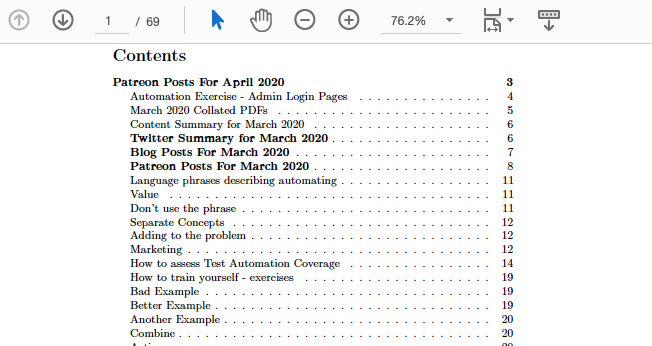 1 / 69 76.2%
Contents
Patreon Posts For April 2020 3
Automation Exercise - Admin Login Pages . . . . . . . . . . . . . . 4
March 2020 Collated PDFs . . . . . . . . . . . . . . . . . . . . . . 5
Content Summary for March 2020 . . . . . . . . . . . . . . . . . . 6
Twitter Summary for March 2020 . . . . . . . . . . . . . . . . . 6
Blog Posts For March 2020 . . . . . . . . . . . . . . . . . . . . 7
Patreon Posts For March 2020 . . . . . . . . . . . . . . . . . . 8
Language phrases describing automating . . . . . . . . . . . . . . . 11
Value . . . . . . . . . . . . . . . . . . . . . . . . . . . . . . . . 11
Don't use the phrase . . . . . . . . . . . . . . . . . . . . . . . . . 11
Separate Concepts . . . . . . . . . . . . . . . . . . . . . . . . . . 12
Adding to the problem . . . . . . . . . . . . . . . . . . . . . . . . 12
Marketing . . . . . . . . . . . . . . . . . . . . . . . . . . . . . . 12
How to assess Test Automation Coverage . . . . . . . . . . . . . . 14
How to train yourself - exercises . . . . . . . . . . . . . . . . . . . 19
Bad Example . . . . . . . . . . . . . . . . . . . . . . . . . . . . 19
Better Example . . . . . . . . . . . . . . . . . . . . . . . . . . . 19
Another Example . . . . . . . . . . . . . . . . . . . . . . . . . . 20
Combine . . . . . . . . . . . . . . . . . . . . . . . . . . . . . . . 20